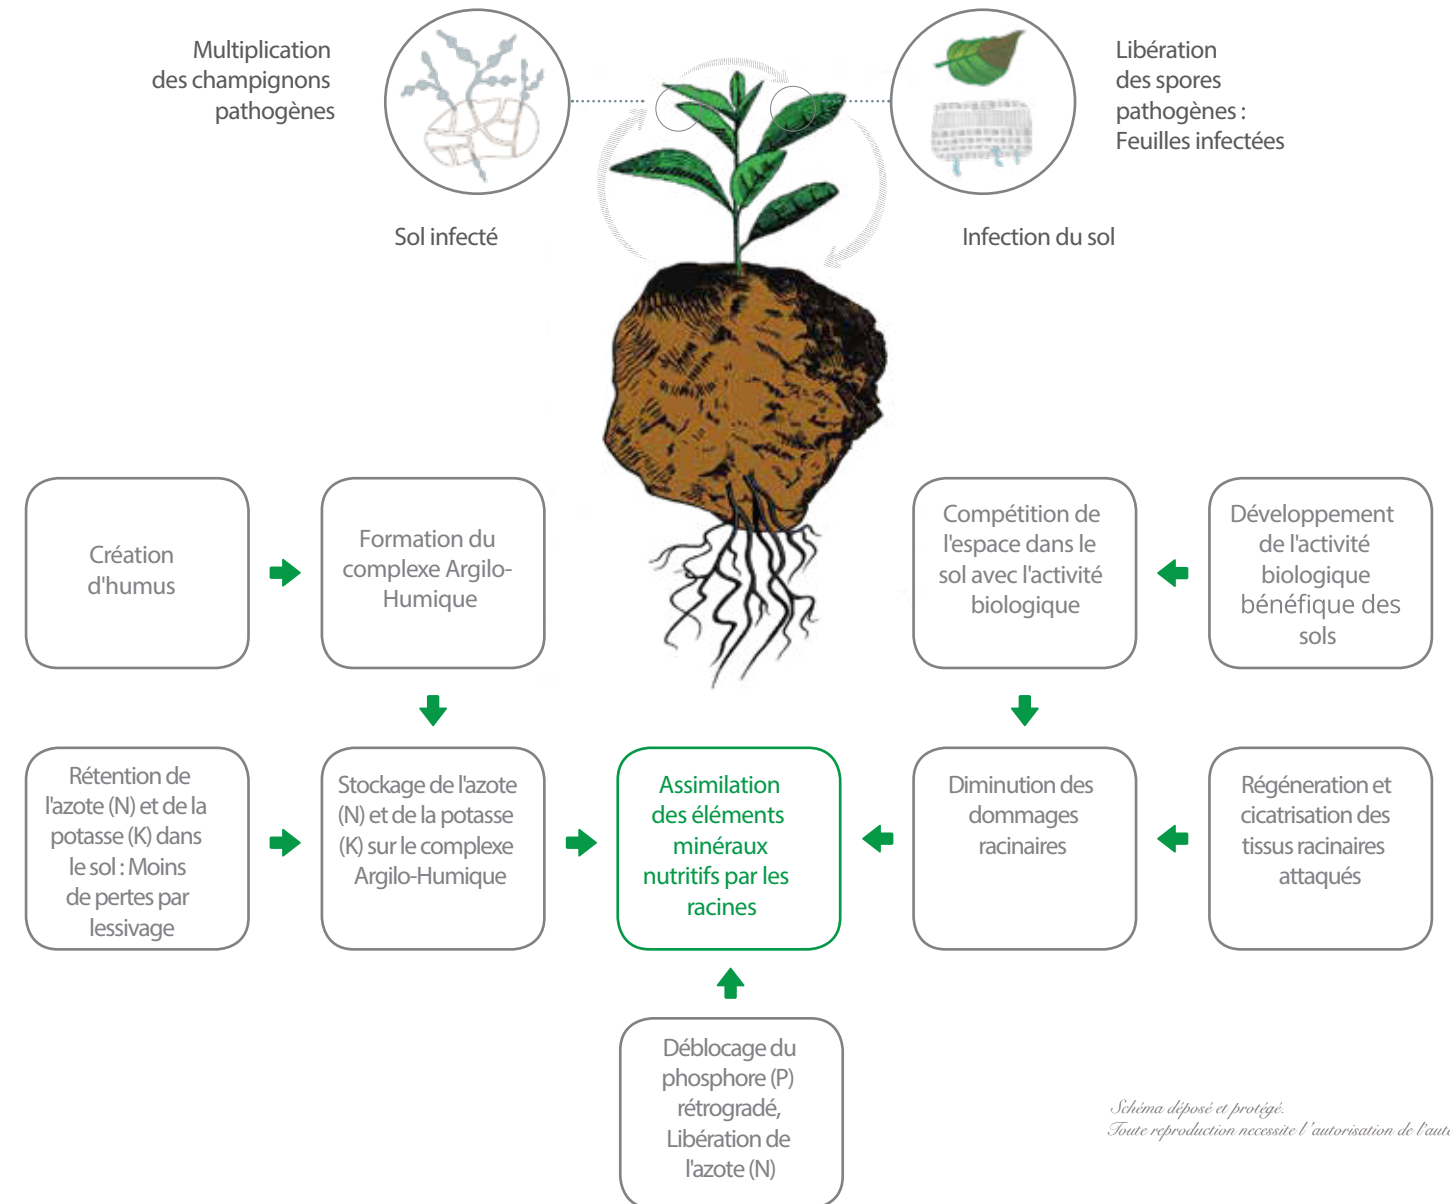 Multiplication
des champignons
pathogènes
Libération
des spores
pathogènes :
Feuilles infectées
Sol infecté
Infection du sol
Création
d'humus
Formation du
complexe Argilo-
Humique
Compétition de
l'espace dans le
sol avec l'activité
biologique
Développement
de l'activité
biologique
bénéfique des
sols
Rétention de
l'azote (N) et de la
potasse (K) dans
le sol : Moins
de pertes par
lessivage
Stockage de l'azote
(N) et de la potasse
(K) sur le complexe
Argilo-Humique
Assimilation
des éléments
minéraux
nutritifs par les
racines
Diminution des
dommages
racinaires
Régéneration et
cicatrisation des
tissus racinaires
attaqués
Déblocage du
phosphore (P)
rétrogradé,
Libération de
l'azote (N)
Schéma déposé et protégé.
Toute reproduction necessite l'autorisation de